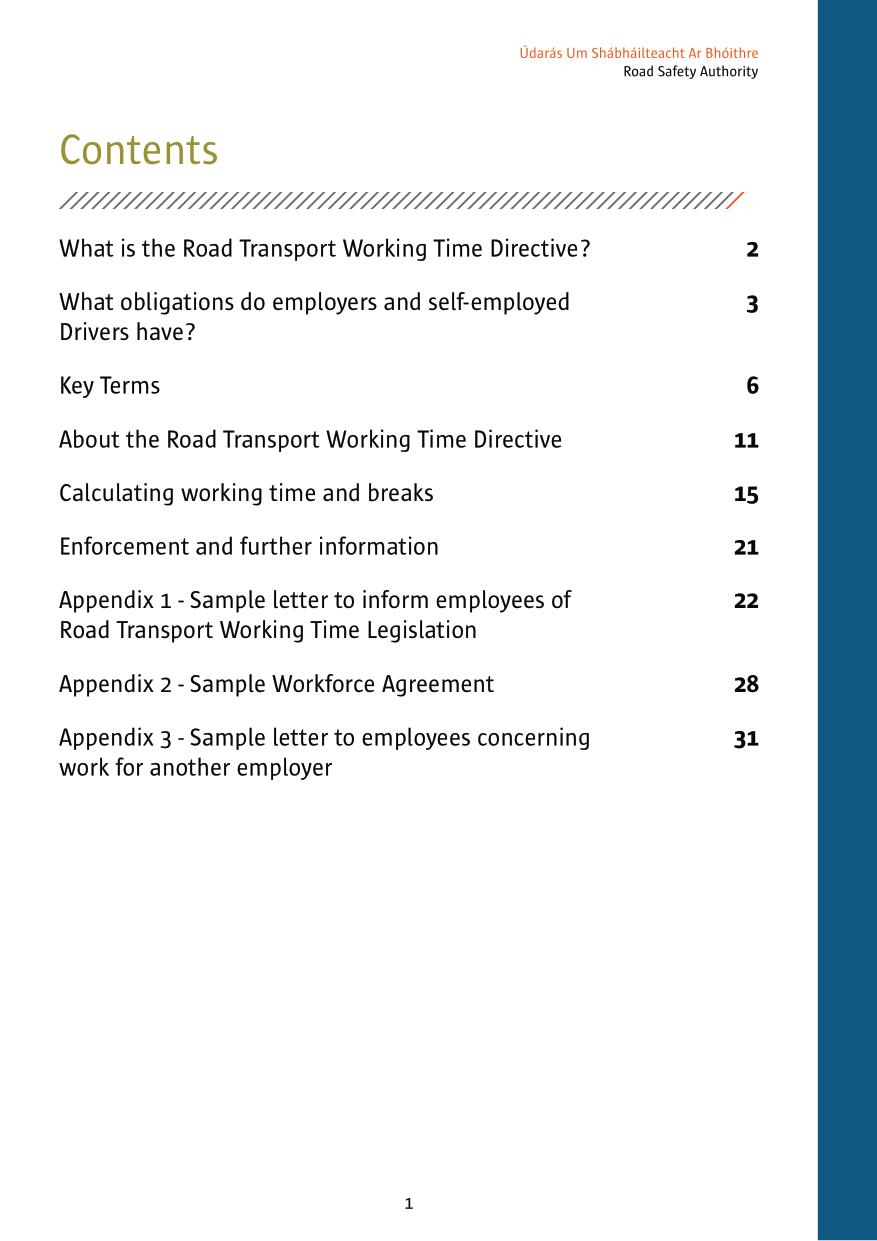 Údarás Um Shábháilteacht Ar Bhóithre
Road Safety Authority
Contents
What is the Road Transport Working Time Directive? 2
What obligations do employers and self-employed 3
Drivers have?
Key Terms 6
About the Road Transport Working Time Directive 11
Calculating working time and breaks 15
Enforcement and further information 21
Appendix 1 - Sample letter to inform employees of 22
Road Transport Working Time Legislation
Appendix 2 - Sample Workforce Agreement 28
Appendix 3 - Sample letter to employees concerning 31
work for another employer
1